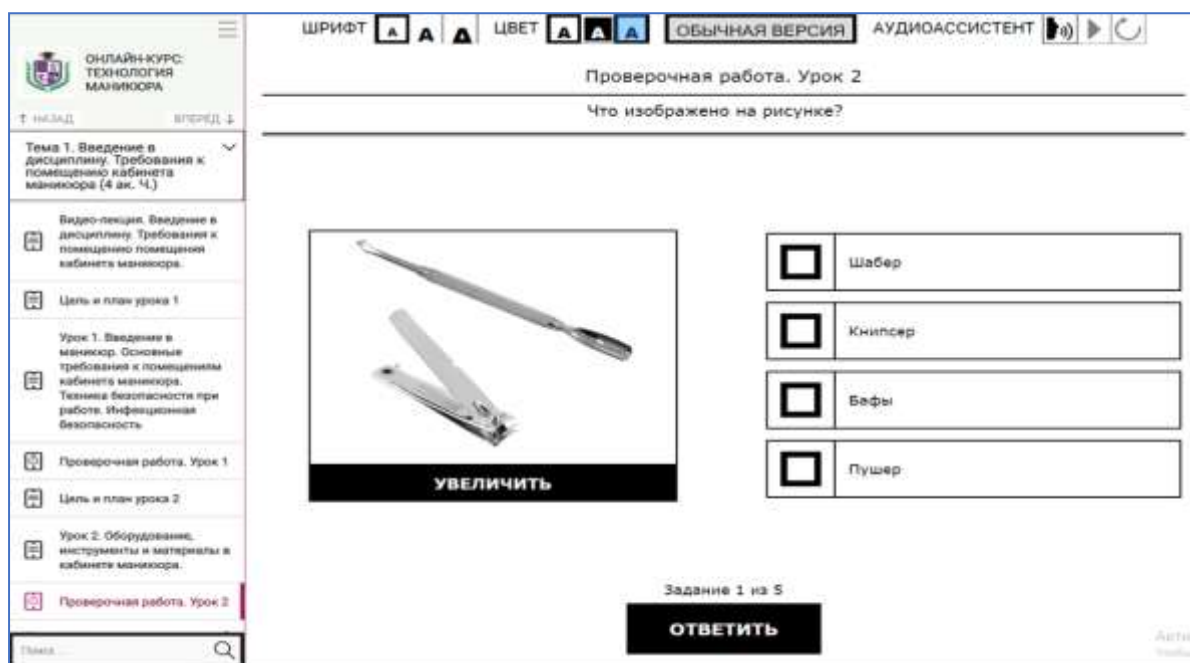 ОНЛАЙН-КУРС:
ТЕХНОЛОГИЯ
МАНИКЮРА
↑ НАЗАД
ВПЕРЕД ↓
Тема 1. Введение в
дисциплину. Требования к
помещению кабинета
маникюора (4 ак. Ч.)
Видео-лекция. Введение в
дисциплину. Требования к
помещению помещения
кабинета маникюора.
Цель и план урока 1
Урок 1. Введение в
маникюр. Основные
требования к помещениям
кабинета маникюора.
Техника безопасности при
работе. Инфекционная
безопасность
Проверочная работа. Урок 1
Цель и план урока 2
Урок 2. Оборудование,
инструменты и материалы в
кабинете маникюора.
Проверочная работа. Урок 2
Поиск ...
ШРИФТ A A A ЦВЕТ A A A ОБЫЧНАЯ ВЕРСИЯ АУДИОАССИСТЕНТ
Проверочная работа. Урок 2
Что изображено на рисунке?
УВЕЛИЧИТЬ
Шабер
Книпсер
Бафы
Пушер
Задание 1 из 5
ОТВЕТИТЬ